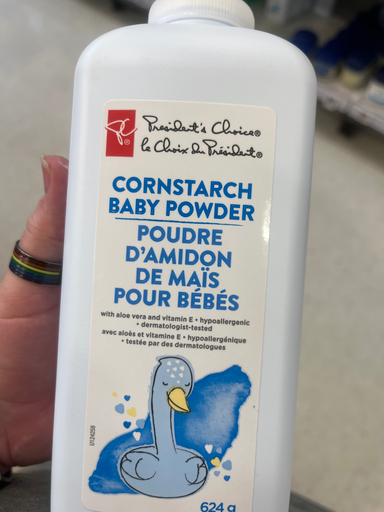 President's Choice®
le Choix du Président®
CORNSTARCH
BABY POWDER
POUDRE
D'AMIDON
DE MAÏS
POUR BÉBÉS
with aloe vera and vitamin E • hypoallergenic
• dermatologist-tested
avec aloès et vitamine E • hypoallergénique
• testée par des dermatologues
624 g